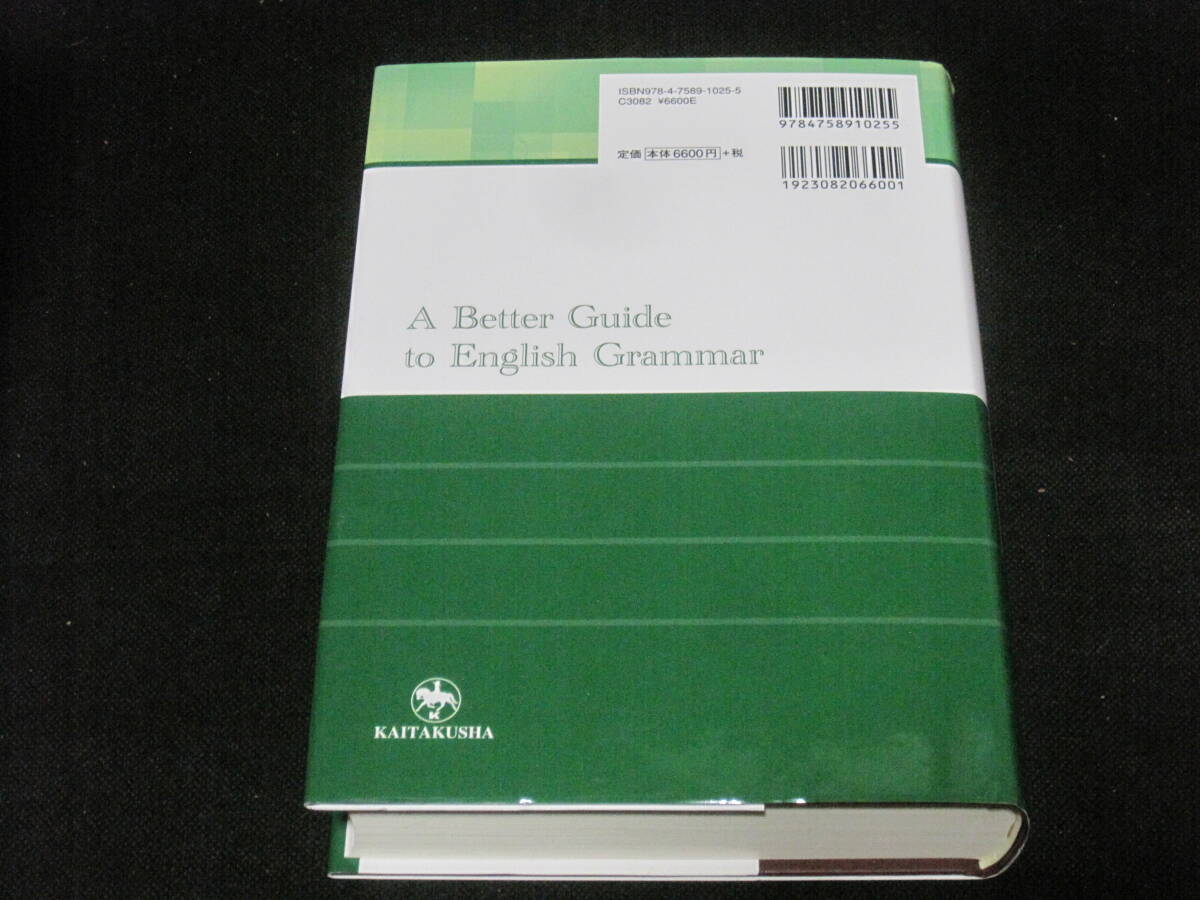 ISBN978-4-7589-1025-5
C3082 ¥6600E
定価 本体 6600円 +税
9784758910255
1923082066001
A Better Guide
to English Grammar
K
KAITAKUSHA